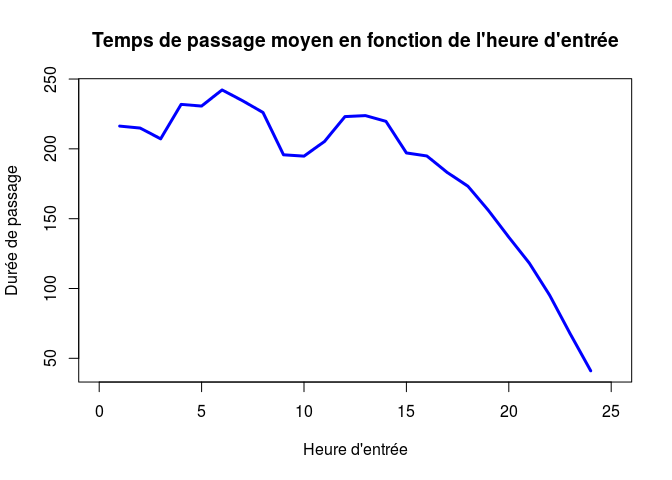 Temps de passage moyen en fonction de l'heure d'entrée
Durée de passage
250
200
150
100
50
0 5 10 15 20 25
Heure d'entrée